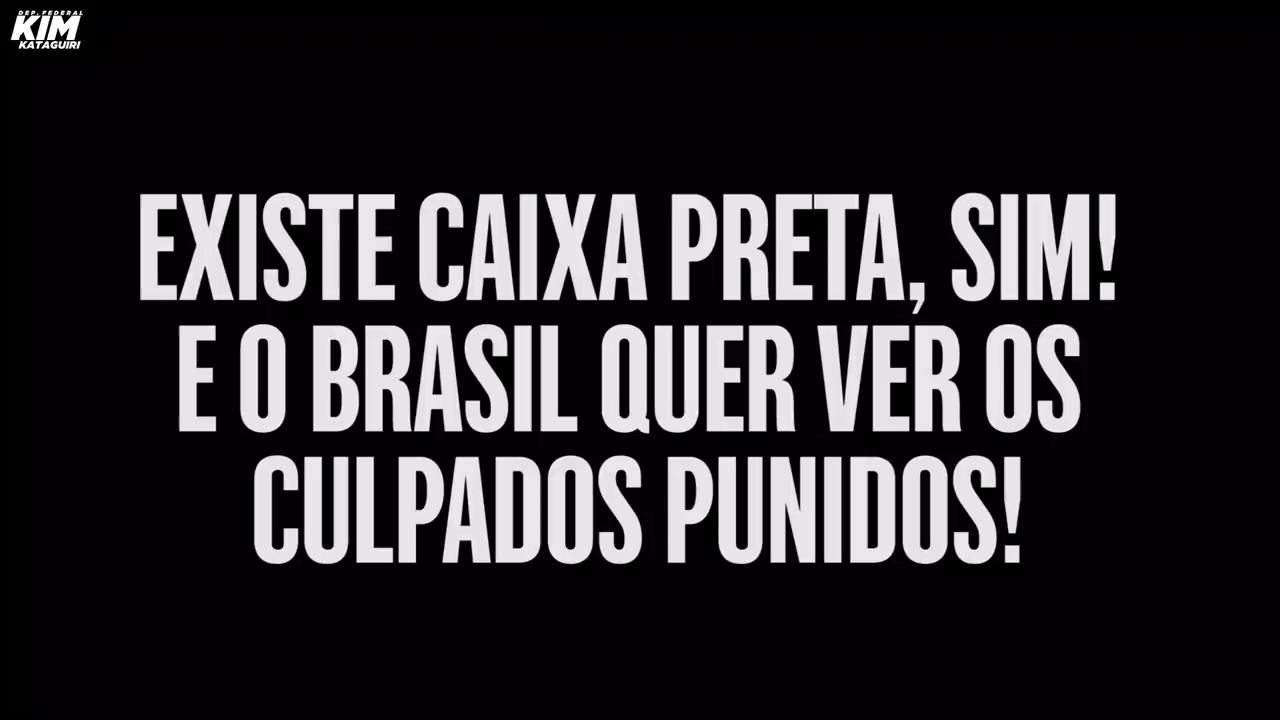 DEP. FEDERAL
KIM
KATAGUIRI
EXISTE CAIXA PRETA, SIM!
E O BRASIL QUER VER OS
CULPADOS PUNIDOS!